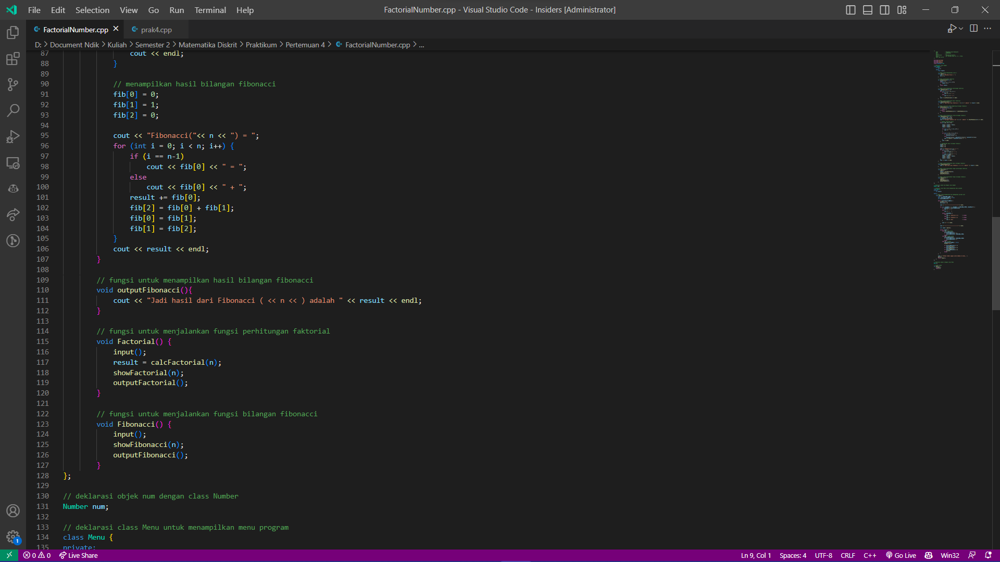 File Edit Selection View Go Run Terminal Help FactorialNumber.cpp - Visual Studio Code - Insiders [Administrator]
FactorialNumber.cpp prak4.cpp
D: > Document Ndik > Kuliah > Semester 2 > Matematika Diskrit > Praktikum > Pertemuan 4 > FactorialNumber.cpp > ...
87 cout << endl;
88 }
89
90 // menampilkan hasil bilangan fibonacci
91 fib[0] = 0;
92 fib[1] = 1;
93 fib[2] = 0;
94
95 cout << "Fibonacci("<< n << ") = ";
96 for (int i = 0; i < n; i++) {
97 if (i == n-1)
98 cout << fib[0] << " = ";
99 else
100 cout << fib[0] << " + ";
101 result += fib[0];
102 fib[2] = fib[0] + fib[1];
103 fib[0] = fib[1];
104 fib[1] = fib[2];
105 }
106 cout << result << endl;
107 }
108
109 // fungsi untuk menampilkan hasil bilangan fibonacci
110 void outputFibonacci(){
111 cout << "Jadi hasil dari Fibonacci ( << n << ) adalah " << result << endl;
112 }
113
114 // fungsi untuk menjalankan fungsi perhitungan faktorial
115 void Factorial() {
116 input();
117 result = calcFactorial(n);
118 showFactorial(n);
119 outputFactorial();
120 }
121
122 // fungsi untuk menjalankan fungsi bilangan fibonacci
123 void Fibonacci() {
124 input();
125 showFibonacci(n);
126 outputFibonacci();
127 }
128 };
129
130 // deklarasi objek num dengan class Number
131 Number num;
132
133 // deklarasi class Menu untuk menampilkan menu program
134 class Menu {
135 private:
1
0 0 Live Share Ln 9, Col 1 Spaces: 4 UTF-8 CRLF C++ Go Live Win32